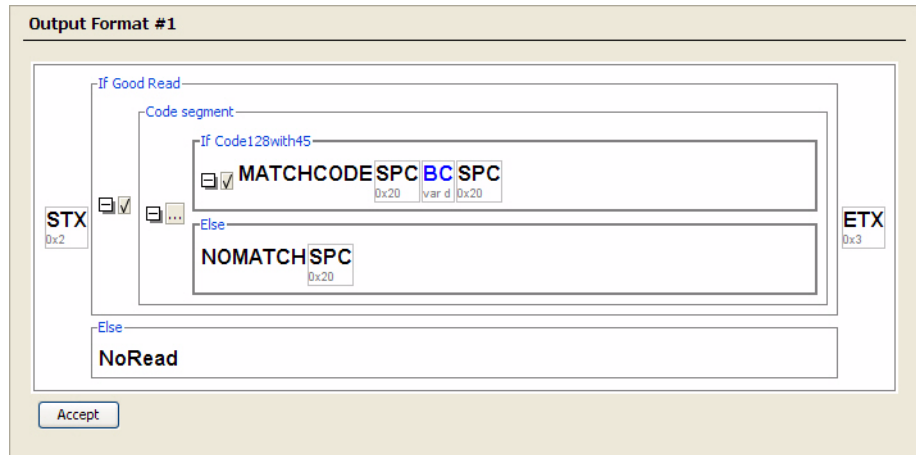 Output Format #1
If Good Read
Code segment
If Code128with45
MATCHCODE SPC BC SPC
0x20 var d 0x20
STX ... ETX
0x2 0x3
Else
NOMATCH SPC
0x20
Else
NoRead
Accept